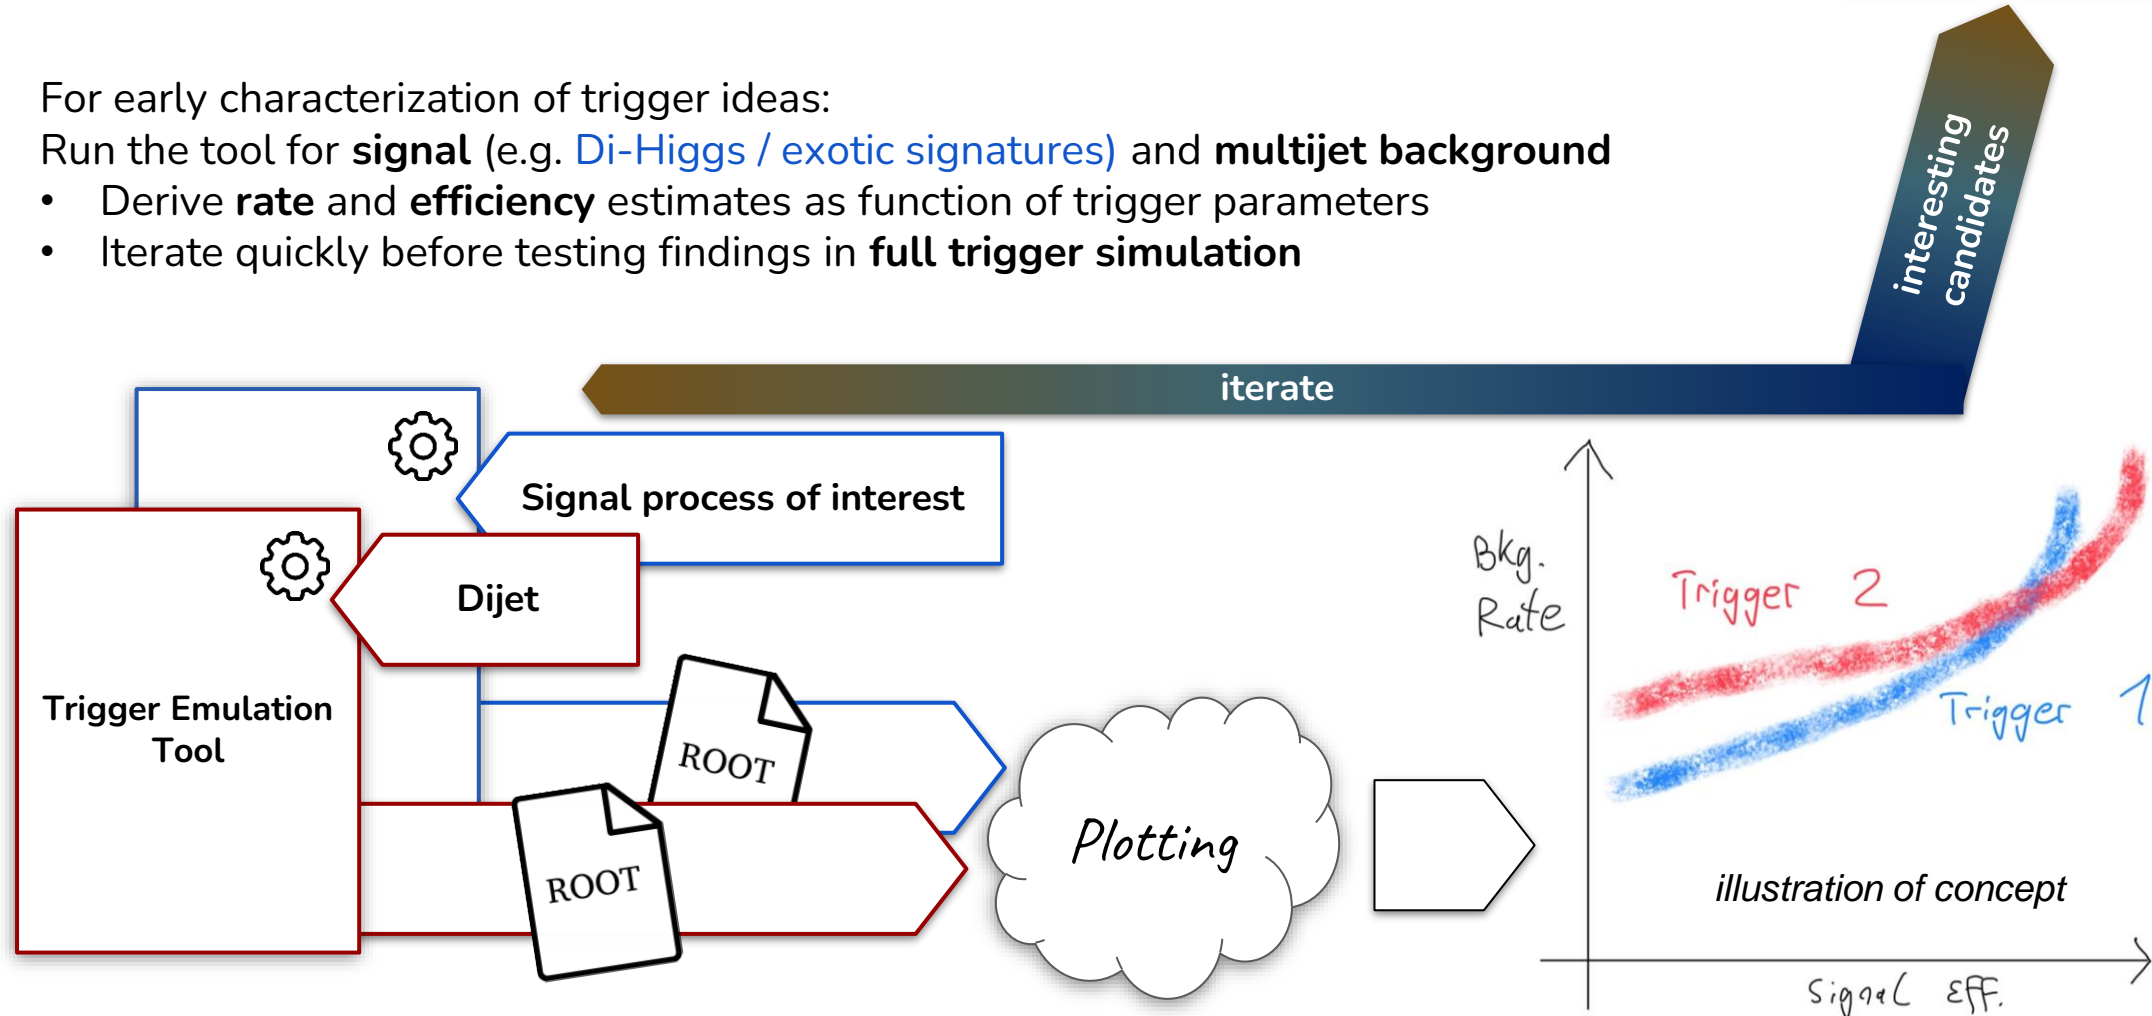 For early characterization of trigger ideas:
Run the tool for signal (e.g. Di-Higgs / exotic signatures) and multijet background
• Derive rate and efficiency estimates as function of trigger parameters
• Iterate quickly before testing findings in full trigger simulation
interesting
candidates
iterate
Signal process of interest
Dijet
Trigger Emulation
Tool
ROOT
ROOT
Plotting
Bkg.
Rate
Trigger 2
Trigger 1
illustration of concept
Signal Eff.